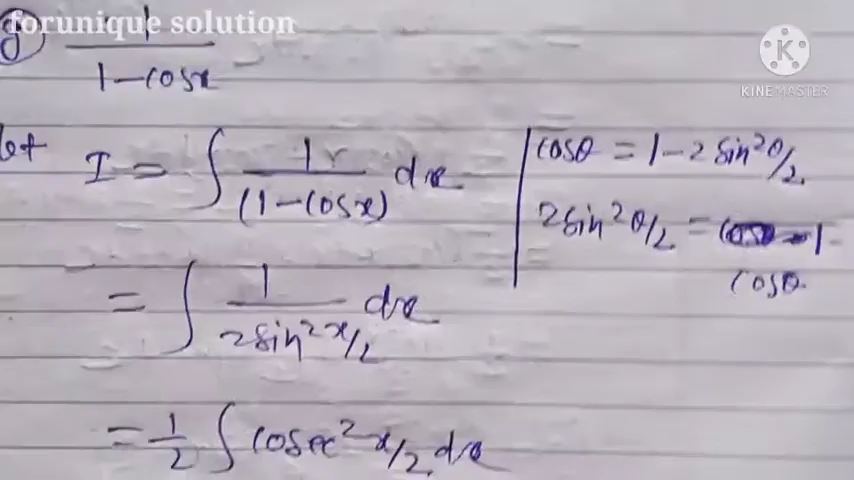 forunique solution
g) 1/(1-cosx)
KINEMASTER
let I = ∫ 1/(1-cosx) dx
= ∫ 1/(2sin²x/2) dx
= 1/2 ∫ cosec²x/2 dx
cosθ = 1-2sin²θ/2
2sin²θ/2 = 1-
cosθ